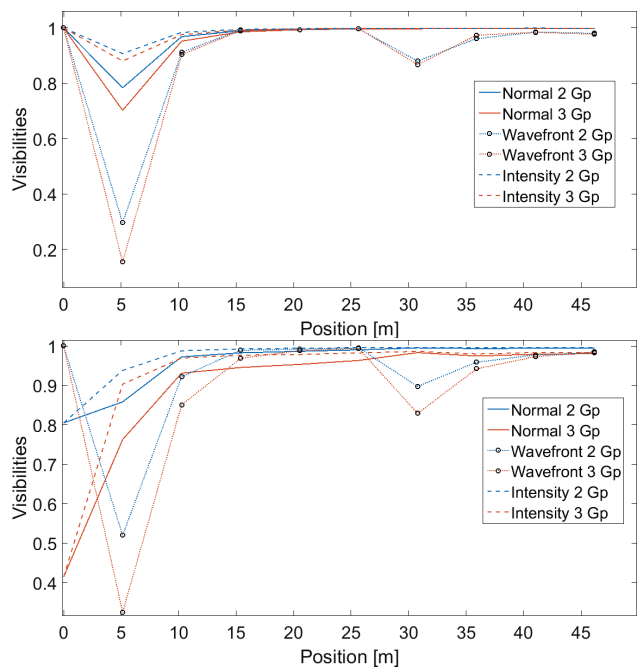 1
0.8
0.6
0.4
0.2
Visibilities
Normal 2 Gp
Normal 3 Gp
Wavefront 2 Gp
Wavefront 3 Gp
Intensity 2 Gp
Intensity 3 Gp
0 5 10 15 20 25 30 35 40 45
Position [m]
1
0.9
0.8
0.7
0.6
0.5
0.4
Visibilities
Normal 2 Gp
Normal 3 Gp
Wavefront 2 Gp
Wavefront 3 Gp
Intensity 2 Gp
Intensity 3 Gp
0 5 10 15 20 25 30 35 40 45
Position [m]